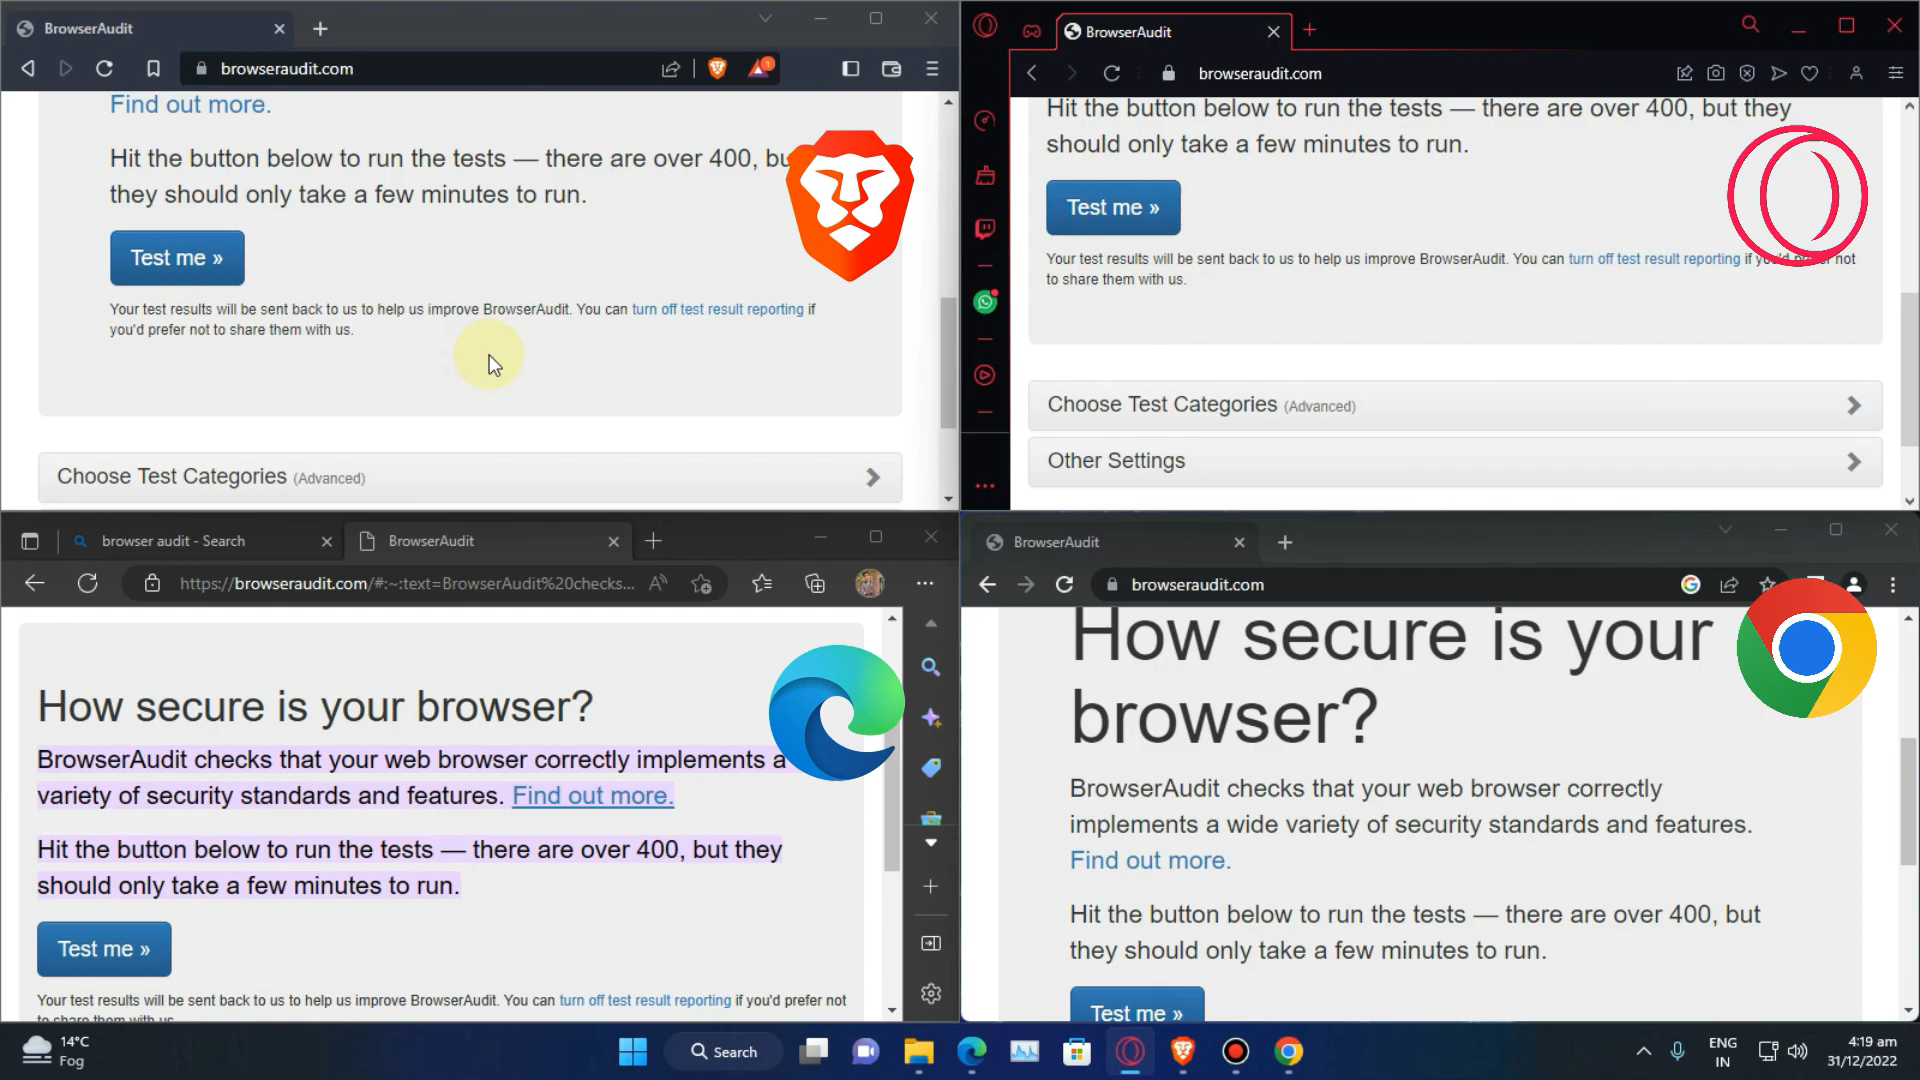 BrowserAudit
browseraudit.com
1
Find out more.
Hit the button below to run the tests — there are over 400, bu
they should only take a few minutes to run.
Test me »
Your test results will be sent back to us to help us improve BrowserAudit. You can turn off test result reporting if
you'd prefer not to share them with us.
Choose Test Categories (Advanced)
BrowserAudit
browseraudit.com
Hit the button below to run the tests — there are over 400, but they
should only take a few minutes to run.
Test me »
Your test results will be sent back to us to help us improve BrowserAudit. You can turn off test result reporting if you'd prefer not
to share them with us.
Choose Test Categories (Advanced)
Other Settings
browser audit - Search
BrowserAudit
https://browseraudit.com/#:~:text=BrowserAudit%20checks...
How secure is your browser?
BrowserAudit checks that your web browser correctly implements a
variety of security standards and features. Find out more.
Hit the button below to run the tests — there are over 400, but they
should only take a few minutes to run.
Test me »
Your test results will be sent back to us to help us improve BrowserAudit. You can turn off test result reporting if you'd prefer not
to share them with us.
BrowserAudit
browseraudit.com
How secure is your
browser?
BrowserAudit checks that your web browser correctly
implements a wide variety of security standards and features.
Find out more.
Hit the button below to run the tests — there are over 400, but
they should only take a few minutes to run.
Test me »
14°C
Fog
Search
ENG
IN
4:19 am
31/12/2022